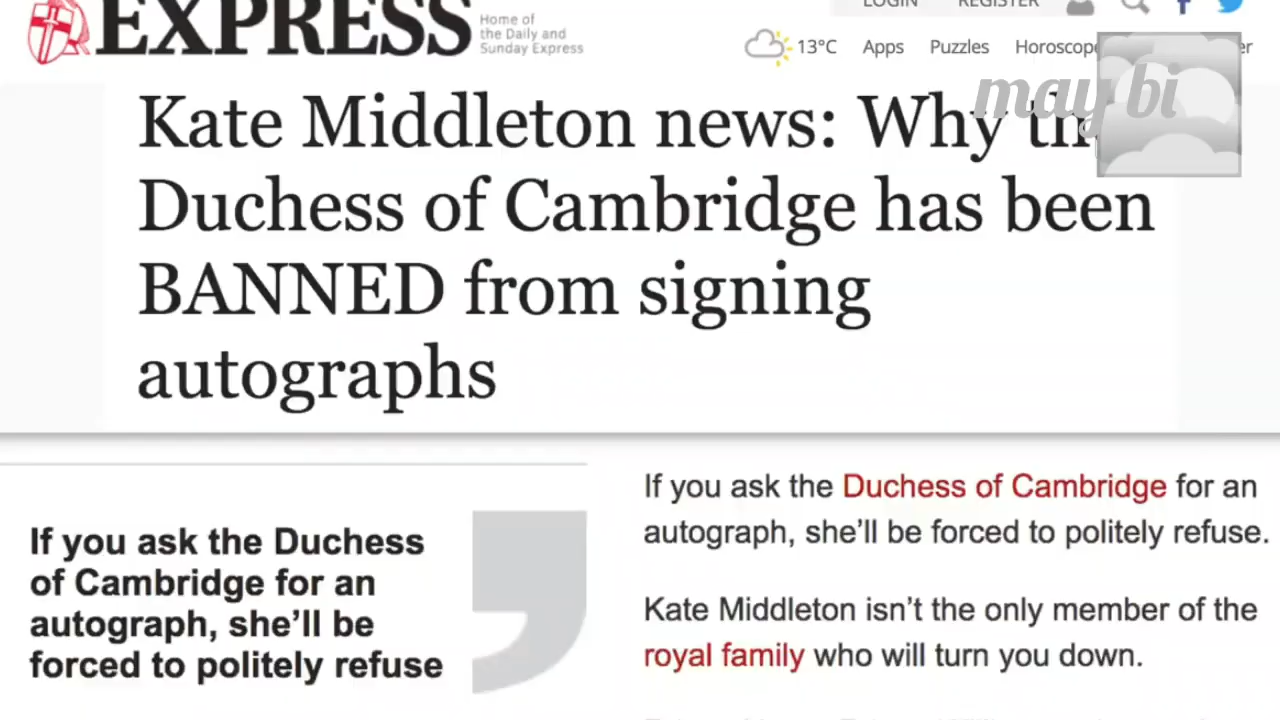 EXPRESS
Home of
the Daily and
Sunday Express
LOGIN REGISTER
13°C Apps Puzzles Horoscope
may bi
Kate Middleton news: Why th
Duchess of Cambridge has been
BANNED from signing
autographs
If you ask the Duchess
of Cambridge for an
autograph, she’ll be
forced to politely refuse
If you ask the Duchess of Cambridge for an
autograph, she’ll be forced to politely refuse.
Kate Middleton isn’t the only member of the
royal family who will turn you down.